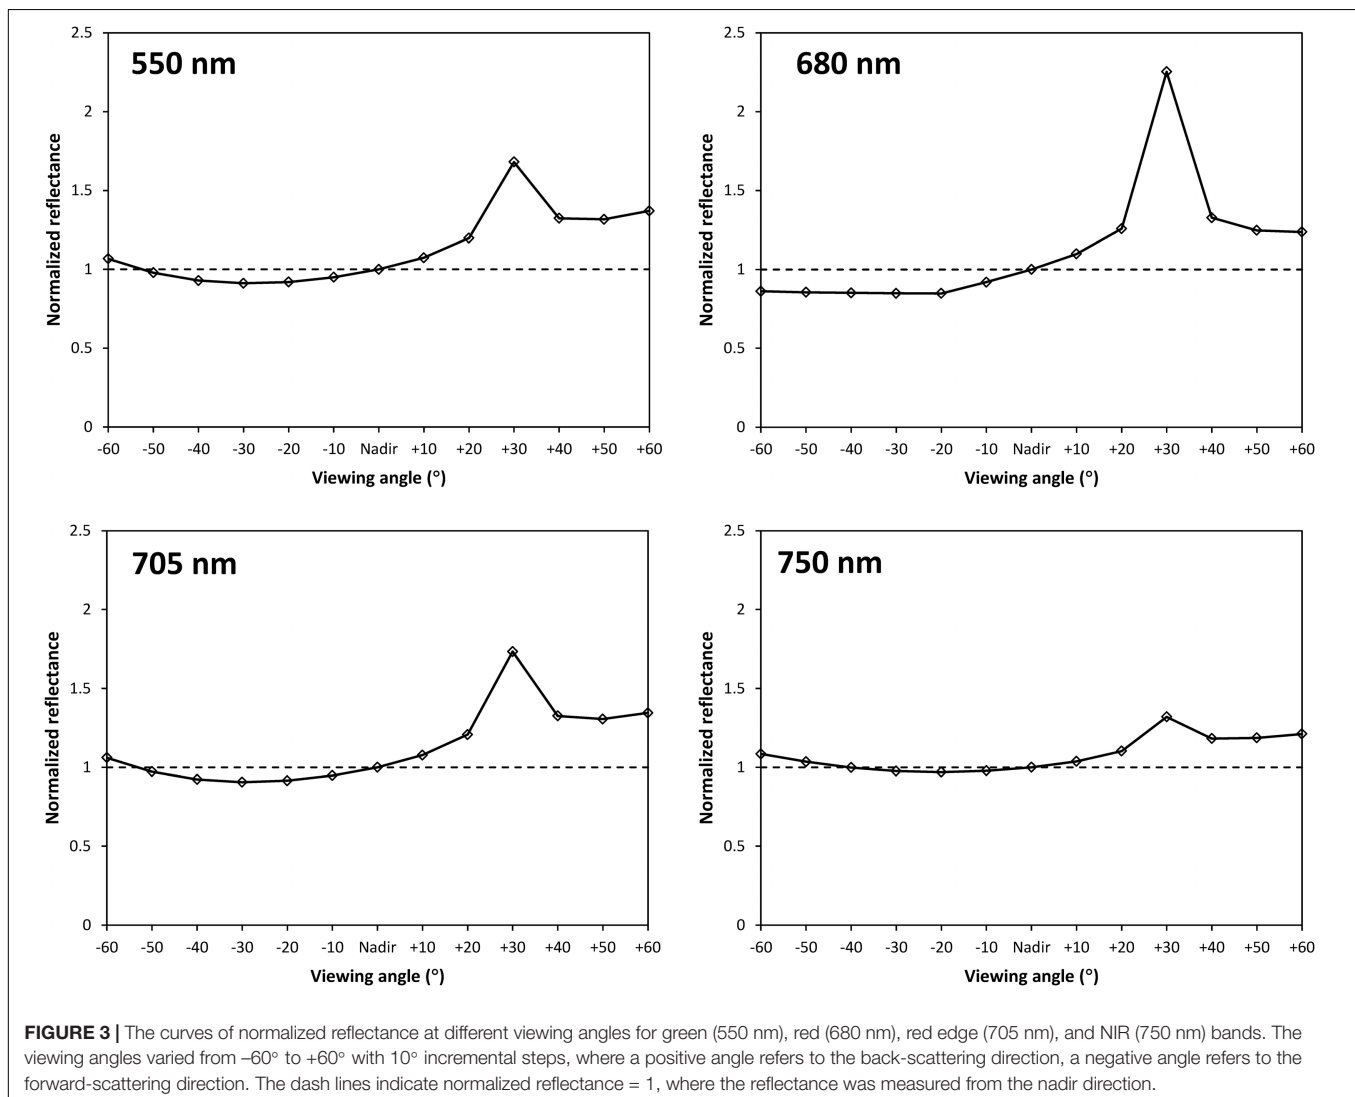 550 nm
2.5
2
1.5
1
0.5
0
Normalized reflectance
-60 -50 -40 -30 -20 -10 Nadir +10 +20 +30 +40 +50 +60
Viewing angle (°)
680 nm
2.5
2
1.5
1
0.5
0
Normalized reflectance
-60 -50 -40 -30 -20 -10 Nadir +10 +20 +30 +40 +50 +60
Viewing angle (°)
705 nm
2.5
2
1.5
1
0.5
0
Normalized reflectance
-60 -50 -40 -30 -20 -10 Nadir +10 +20 +30 +40 +50 +60
Viewing angle (°)
750 nm
2.5
2
1.5
1
0.5
0
Normalized reflectance
-60 -50 -40 -30 -20 -10 Nadir +10 +20 +30 +40 +50 +60
Viewing angle (°)
FIGURE 3 | The curves of normalized reflectance at different viewing angles for green (550 nm), red (680 nm), red edge (705 nm), and NIR (750 nm) bands. The
viewing angles varied from –60° to +60° with 10° incremental steps, where a positive angle refers to the back-scattering direction, a negative angle refers to the
forward-scattering direction. The dash lines indicate normalized reflectance = 1, where the reflectance was measured from the nadir direction.